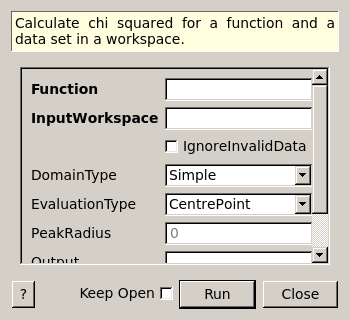 Calculate chi squared for a function and a
data set in a workspace.
Function
InputWorkspace
IgnoreInvalidData
DomainType Simple
EvaluationType CentrePoint
PeakRadius 0
Output
? Keep Open Run Close